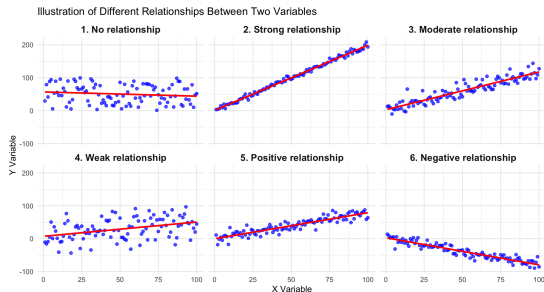 Illustration of Different Relationships Between Two Variables
1. No relationship
2. Strong relationship
3. Moderate relationship
200
100
0
-100
Y Variable
4. Weak relationship
5. Positive relationship
6. Negative relationship
200
100
0
-100
0 25 50 75 100
0 25 50 75 100
0 25 50 75 100
X Variable